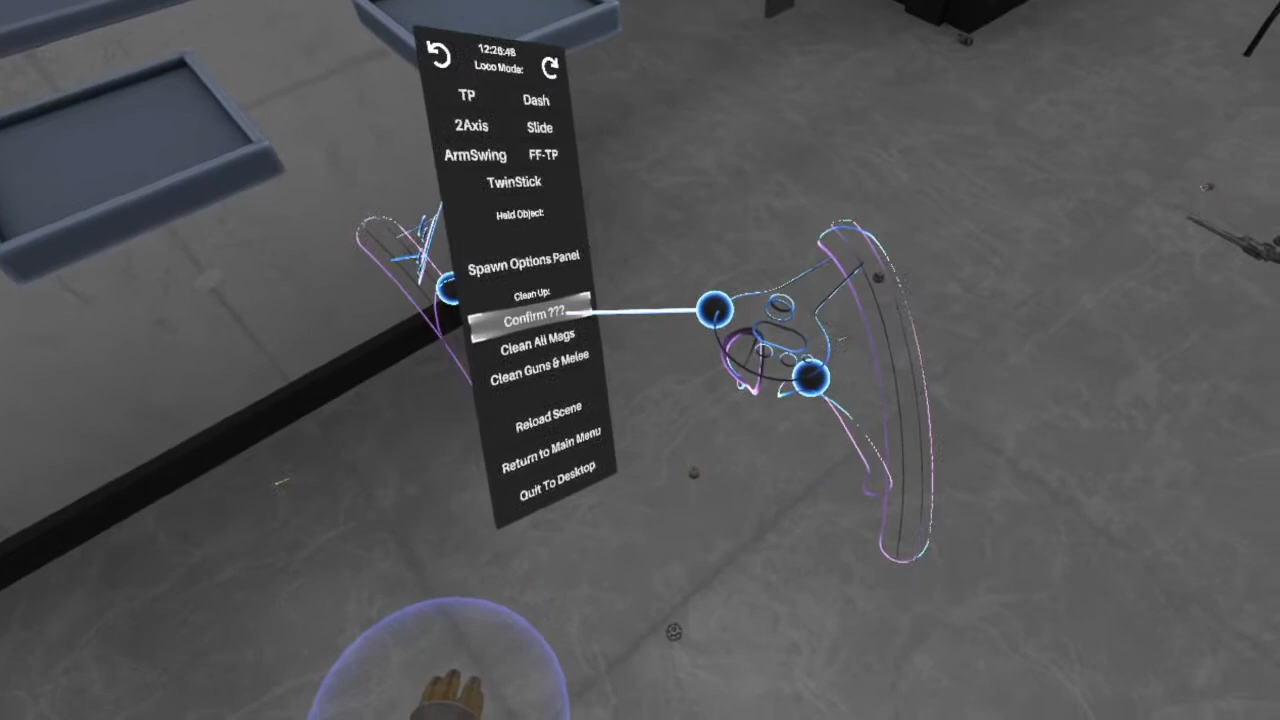 12:26:48
Loco Mode:
TP Dash
2Axis Slide
ArmSwing FF-TP
TwinStick
Held Object:
Spawn Options Panel
Clean Up:
Confirm ???
Clean All Mags
Clean Guns & Melee
Reload Scene
Return to Main Menu
Quit To Desktop